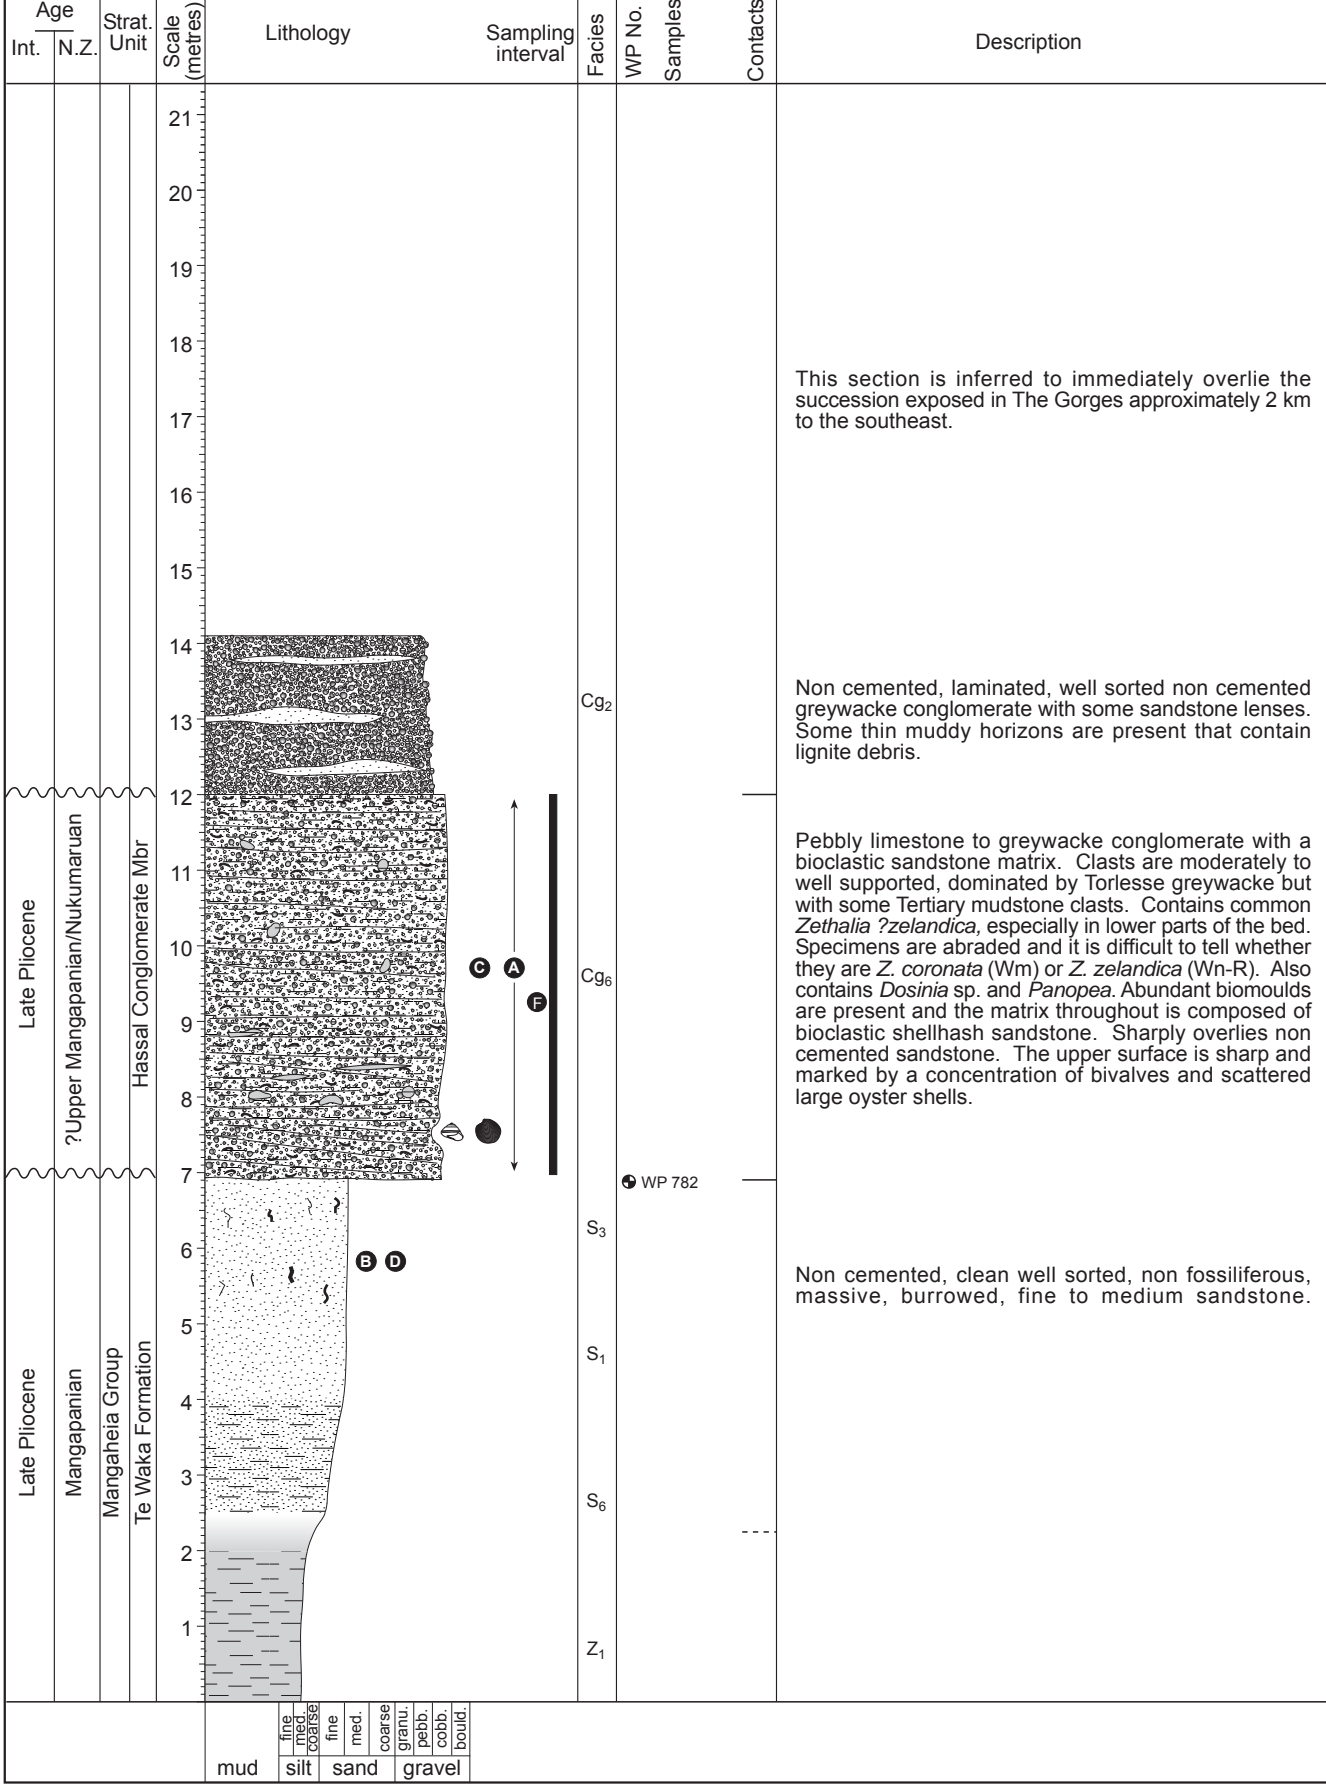 Age
Int.
N.Z.
Strat.
Unit
Scale
(metres)
Lithology
Sampling
interval
Facies
WP No.
Samples
Contacts
Description
21
20
19
18
This section is inferred to immediately overlie the
succession exposed in The Gorges approximately 2 km
to the southeast.
17
16
15
14
Cg2
Non cemented, laminated, well sorted non cemented
greywacke conglomerate with some sandstone lenses.
Some thin muddy horizons are present that contain
lignite debris.
13
12
Late Pliocene
?Upper Mangapanian/Nukumaruan
Hassal Conglomerate Mbr
11
10
9
8
7
C
A
F
Cg6
Pebbly limestone to greywacke conglomerate with a
bioclastic sandstone matrix. Clasts are moderately to
well supported, dominated by Torlesse greywacke but
with some Tertiary mudstone clasts. Contains common
Zethalia ?zelandica, especially in lower parts of the bed.
Specimens are abraded and it is difficult to tell whether
they are Z. coronata (Wm) or Z. zelandica (Wn-R). Also
contains Dosinia sp. and Panopea. Abundant biomoulds
are present and the matrix throughout is composed of
bioclastic shellhash sandstone. Sharply overlies non
cemented sandstone. The upper surface is sharp and
marked by a concentration of bivalves and scattered
large oyster shells.
WP 782
S3
6
B
D
Non cemented, clean well sorted, non fossiliferous,
massive, burrowed, fine to medium sandstone.
5
S1
Late Pliocene
Mangapanian
Mangaheia Group
Te Waka Formation
4
3
S6
2
1
Z1
fine
med.
coarse
fine
med.
coarse
granu.
pebb.
cobb.
bould.
mud
silt
sand
gravel